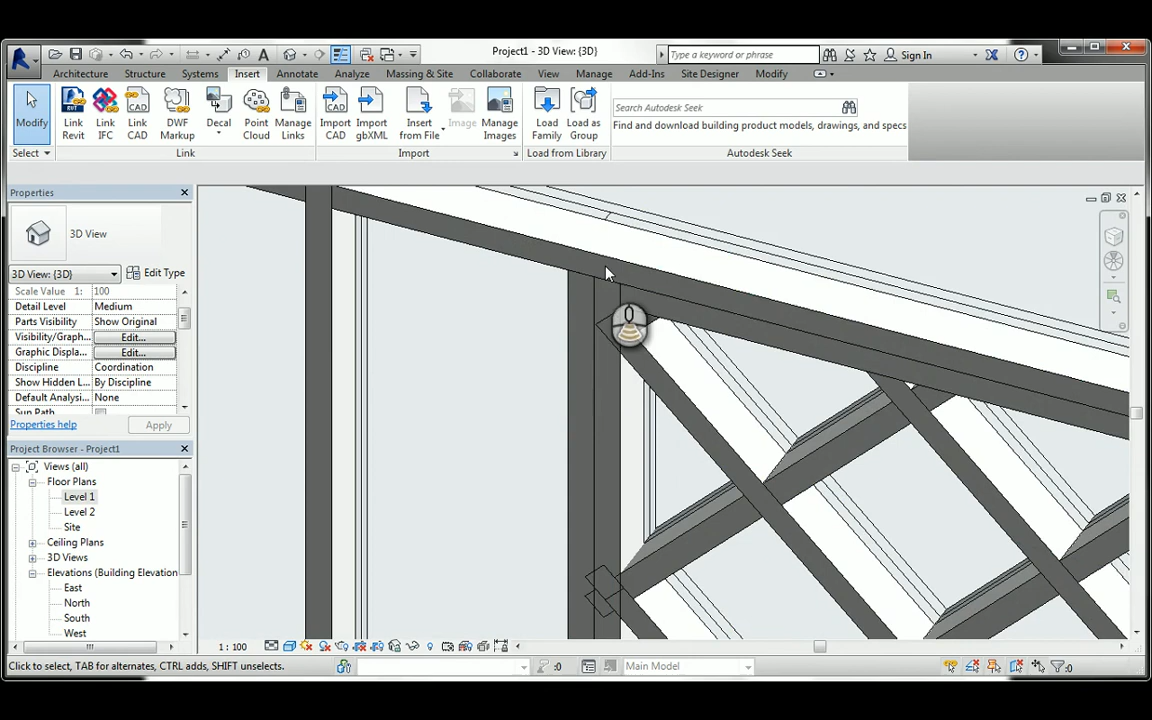 Project1 - 3D View: {3D}
Type a keyword or phrase
Sign In
Architecture Structure Systems Insert Annotate Analyze Massing & Site Collaborate View Manage Add-Ins Site Designer Modify
Modify
Link Revit
Link IFC
Link CAD
DWF Markup
Decal
Point Cloud
Manage Links
Import CAD
Import gbXML
Insert from File
Image
Manage Images
Load Family
Load as Group
Search Autodesk Seek
Find and download building product models, drawings, and specs
Select
Link
Import
Load from Library
Autodesk Seek
Properties
3D View
3D View: {3D}
Edit Type
Scale Value 1: 100
Detail Level Medium
Parts Visibility Show Original
Visibility/Graph... Edit...
Graphic Displa... Edit...
Discipline Coordination
Show Hidden L... By Discipline
Default Analysi... None
Sun Path
Properties help
Apply
Project Browser - Project1
Views (all)
Floor Plans
Level 1
Level 2
Site
Ceiling Plans
3D Views
Elevations (Building Elevation
East
North
South
West
1 : 100
Click to select, TAB for alternates, CTRL adds, SHIFT unselects.
:0
Main Model
:0